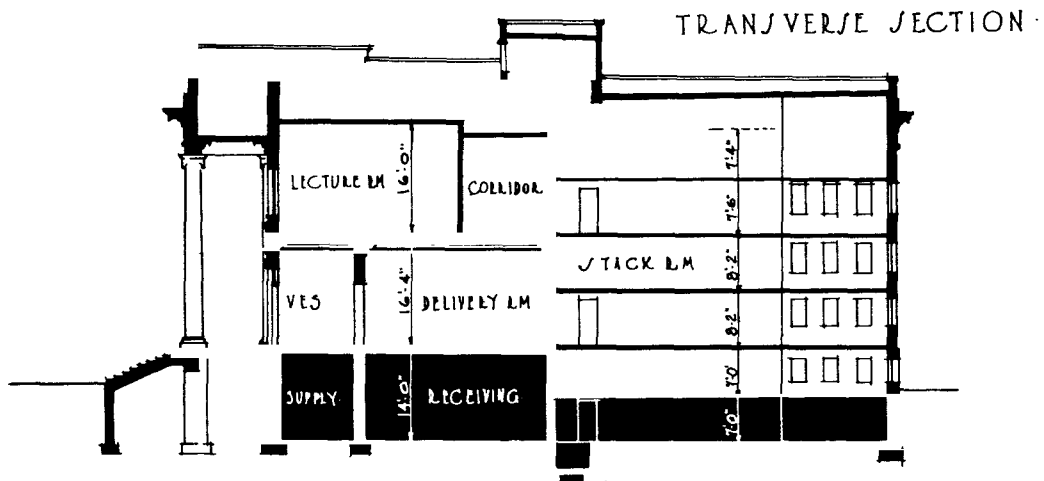 TRANSVERSE SECTION
LECTURE RM
16'-0"
CORRIDOR
7'-4"
7'-6"
STACK RM
8'-2"
VES
16'-4"
DELIVERY RM
8'-2"
7'-0"
SUPPLY
14'-0"
RECEIVING
7'-0"